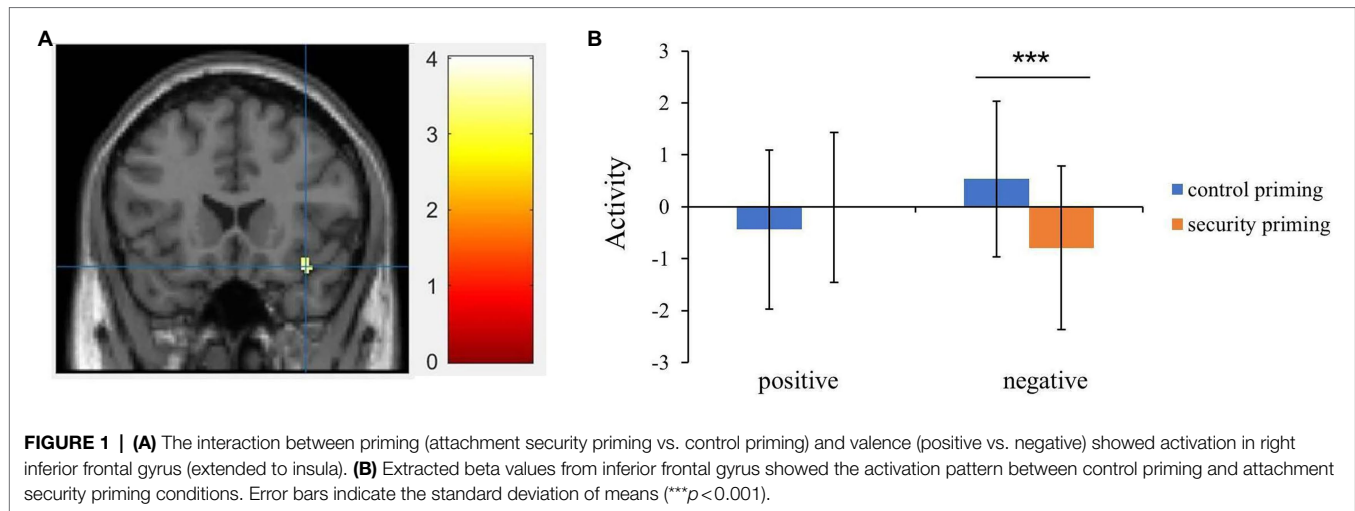 A
4
3
2
1
0
B
3
2
1
0
-1
-2
-3
Activity
***
positive
negative
control priming
security priming
FIGURE 1 | (A) The interaction between priming (attachment security priming vs. control priming) and valence (positive vs. negative) showed activation in right
inferior frontal gyrus (extended to insula). (B) Extracted beta values from inferior frontal gyrus showed the activation pattern between control priming and attachment
security priming conditions. Error bars indicate the standard deviation of means (***p<0.001).